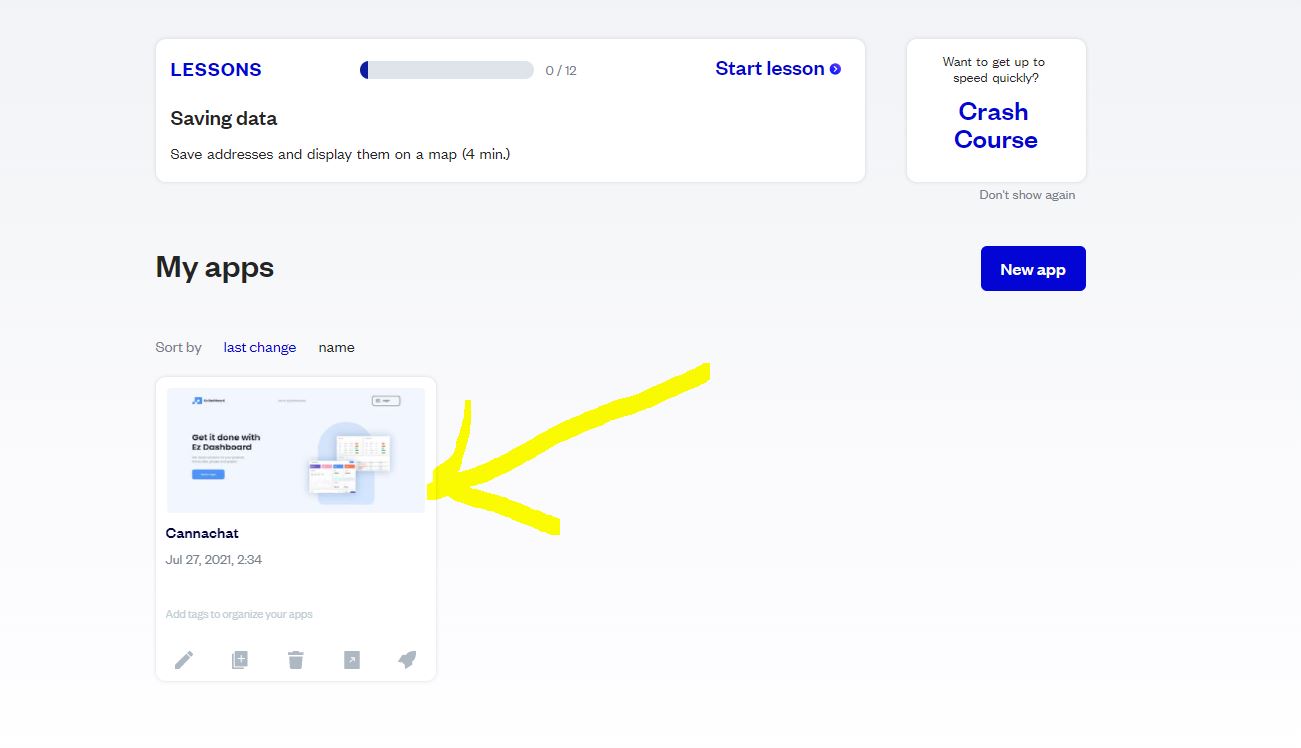 LESSONS 0 / 12 Start lesson
Saving data
Save addresses and display them on a map (4 min.)
Want to get up to
speed quickly?
Crash
Course
Don't show again
My apps
New app
Sort by last change name
Get it done with
Ez Dashboard
Cannachat
Jul 27, 2021, 2:34
Add tags to organize your apps